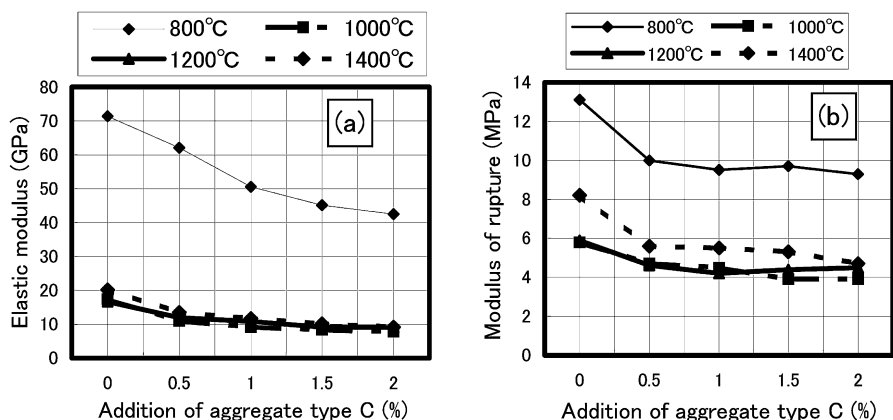 800℃ 1000℃
1200℃ 1400℃
(a)
Elastic modulus (GPa)
80
70
60
50
40
30
20
10
0
0 0.5 1 1.5 2
Addition of aggregate type C (%)
800℃ 1000℃
1200℃ 1400℃
(b)
Modulus of rupture (MPa)
14
12
10
8
6
4
2
0
0 0.5 1 1.5 2
Addition of aggregate type C (%)